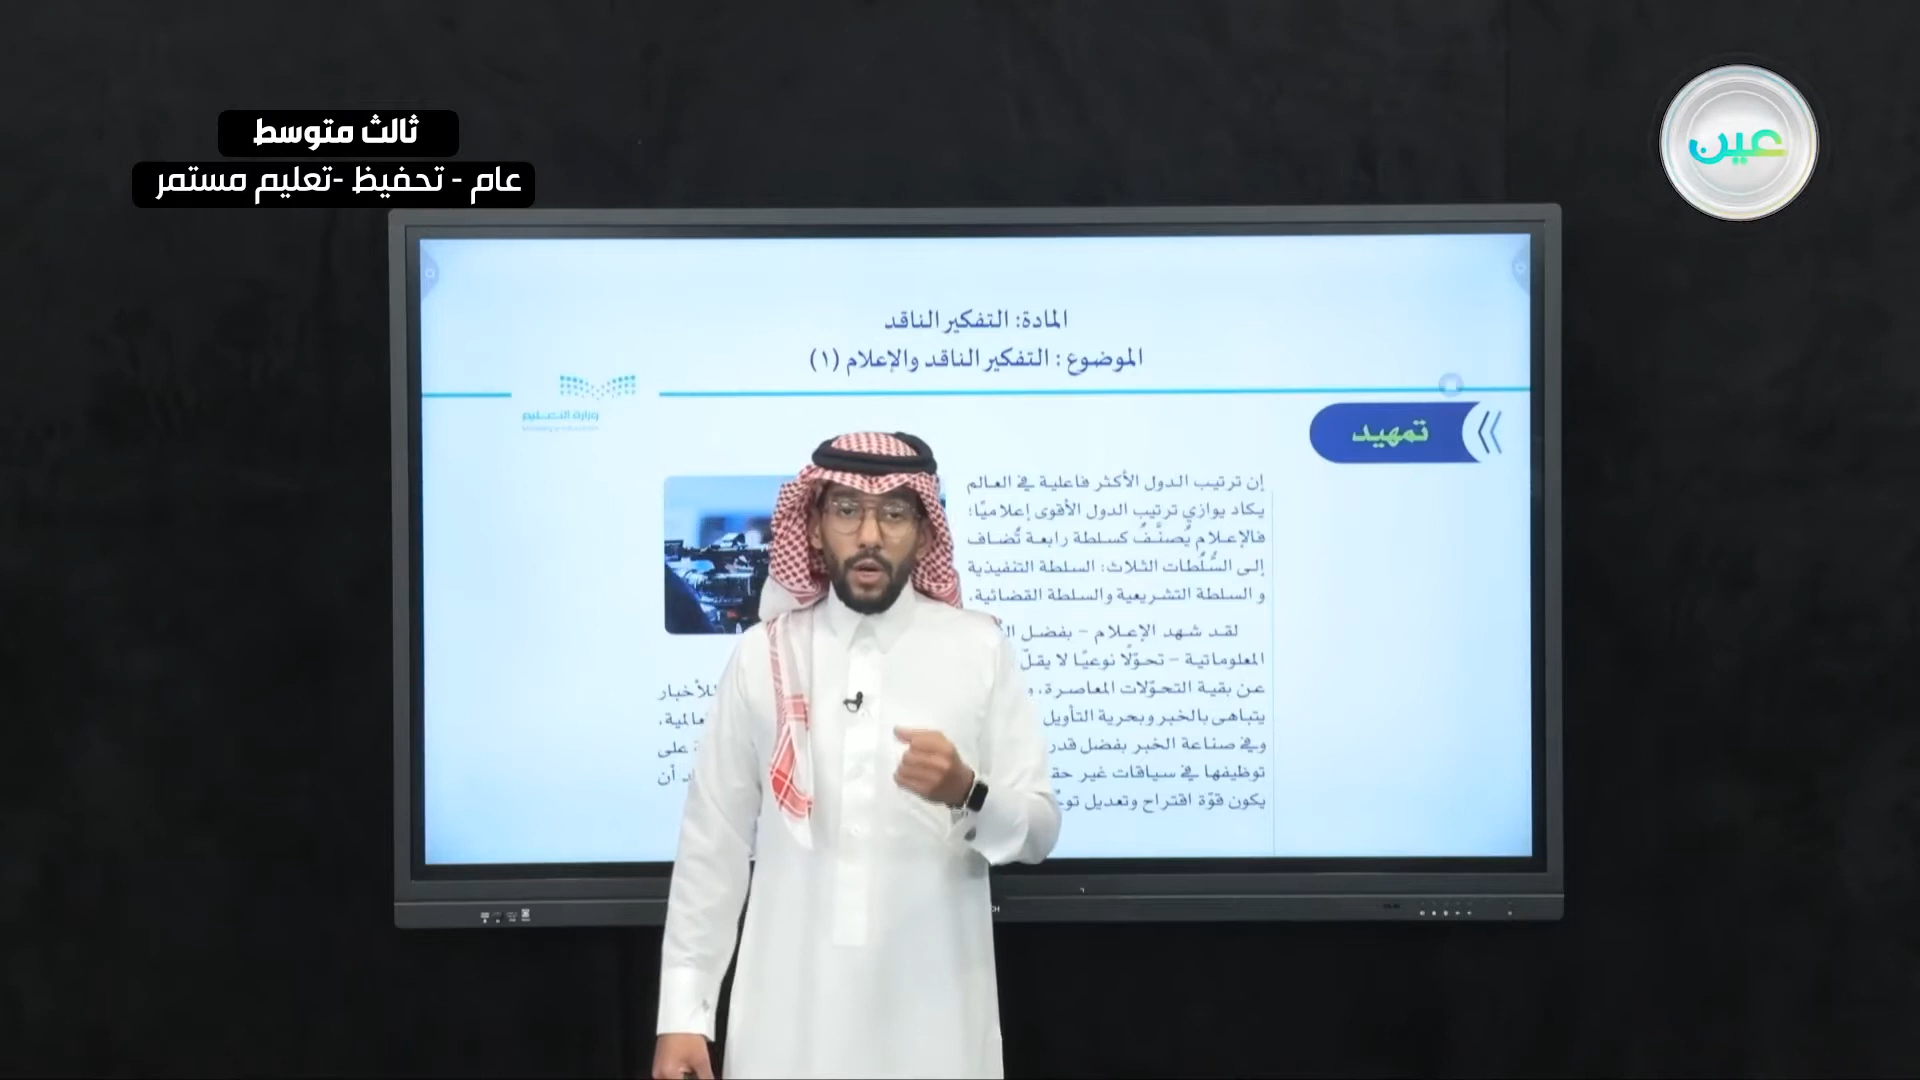 ثالث متوسط
عام - تحفيظ -تعليم مستمر
عين
المادة: التفكير الناقد
الموضوع : التفكير الناقد والإعلام (١)
وزارة التعليم
تمهيد
إن ترتيب الدول الأكثر فاعلية في العالم
يكاد يوازي ترتيب الدول الأقوى إعلاميًا؛
فالإعلام يُصنَّفُ كسلطة رابعة تُضاف
إلى السُّلُطات الثلاث: السلطة التنفيذية
و السلطة التشريعية والسلطة القضائية.
لقد شهد الإعلام – بفضل
المعلوماتية – تحوّلًا نوعيًا لا يقلّ
عن بقية التحوّلات المعاصرة، للأخبار
يتباهى بالخبر وبحرية التأويل
وفي صناعة الخبر بفضل على
توظيفها في سياقات غير أن
يكون قوّة اقتراح وتعديل